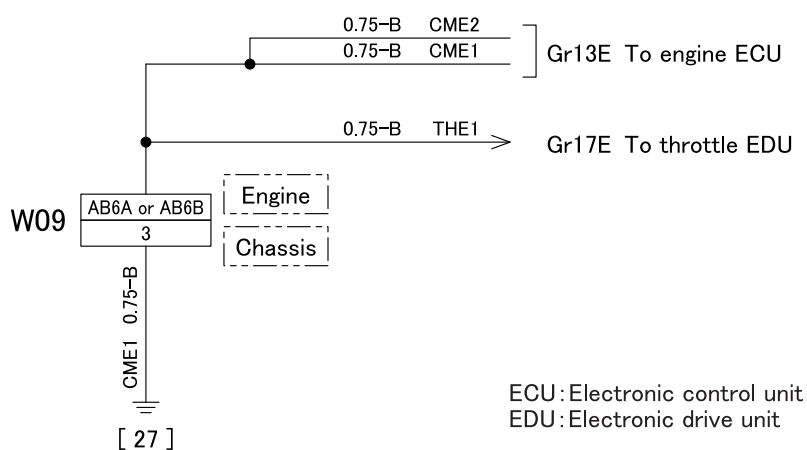 0.75-B CME2
0.75-B CME1
Gr13E To engine ECU
0.75-B THE1
Gr17E To throttle EDU
W09
AB6A or AB6B
3
Engine
Chassis
CME1 0.75-B
[ 27 ]
ECU:Electronic control unit
EDU:Electronic drive unit